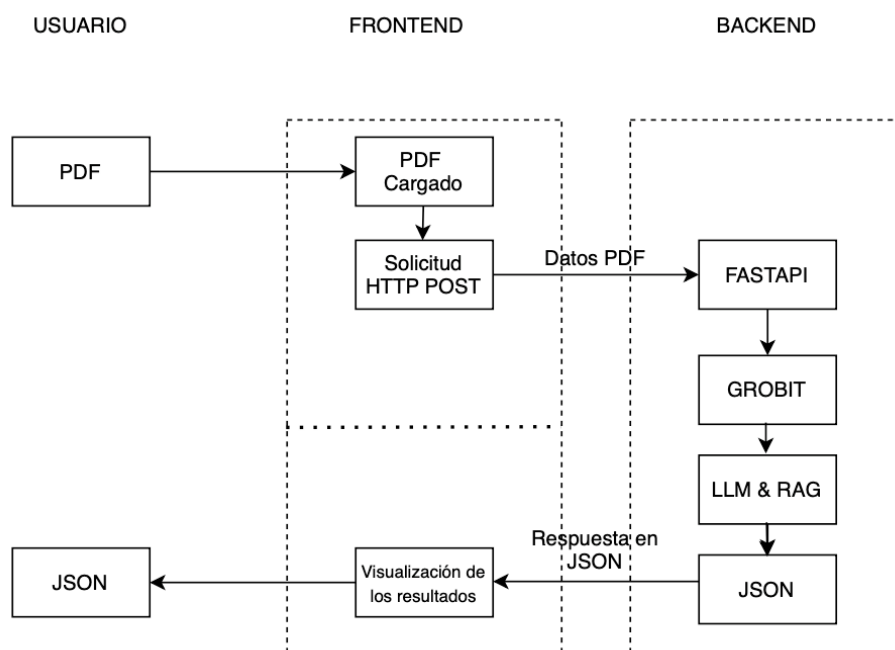 USUARIO
FRONTEND
BACKEND
PDF
PDF
Cargado
Solicitud
HTTP POST
Datos PDF
FASTAPI
GROBIT
LLM & RAG
Respuesta en
JSON
JSON
Visualización de
los resultados
JSON